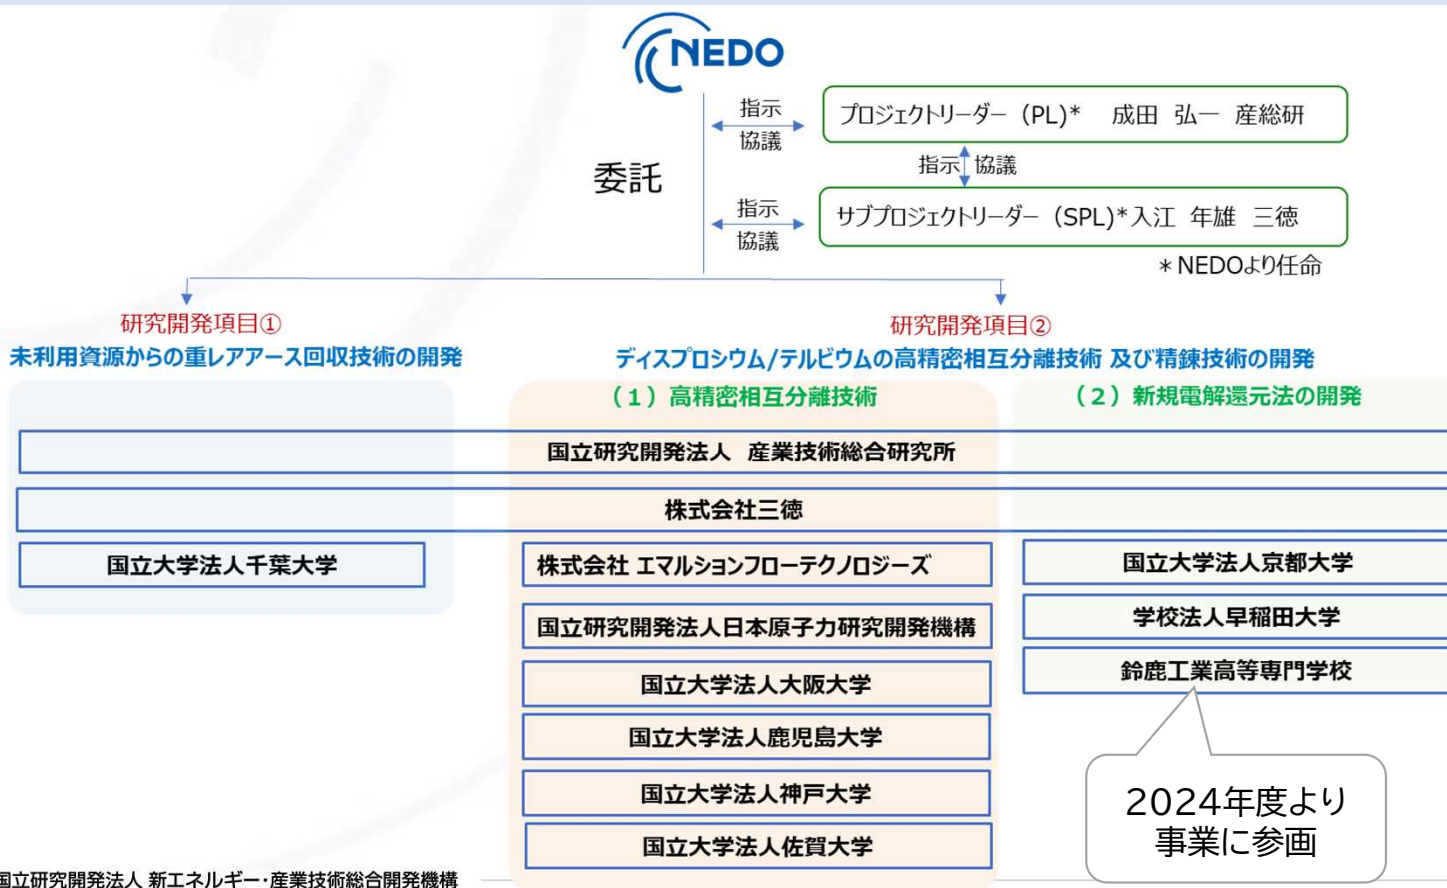 NEDO
指示
協議
プロジェクトリーダー (PL)* 成田 弘一 産総研
指示 協議
委託
指示
協議
サブプロジェクトリーダー (SPL)*入江 年雄 三徳
* NEDOより任命
研究開発項目①
未利用資源からの重レアアース回収技術の開発
研究開発項目②
ディスプロシウム/テルビウムの高精密相互分離技術 及び精錬技術の開発
(1)高精密相互分離技術
(2)新規電解還元法の開発
国立研究開発法人 産業技術総合研究所
株式会社三徳
国立大学法人千葉大学
株式会社 エマルションフローテクノロジーズ
国立研究開発法人日本原子力研究開発機構
国立大学法人大阪大学
国立大学法人鹿児島大学
国立大学法人神戸大学
国立大学法人佐賀大学
国立大学法人京都大学
学校法人早稲田大学
鈴鹿工業高等専門学校
2024年度より
事業に参画
国立研究開発法人 新エネルギー・産業技術総合開発機構